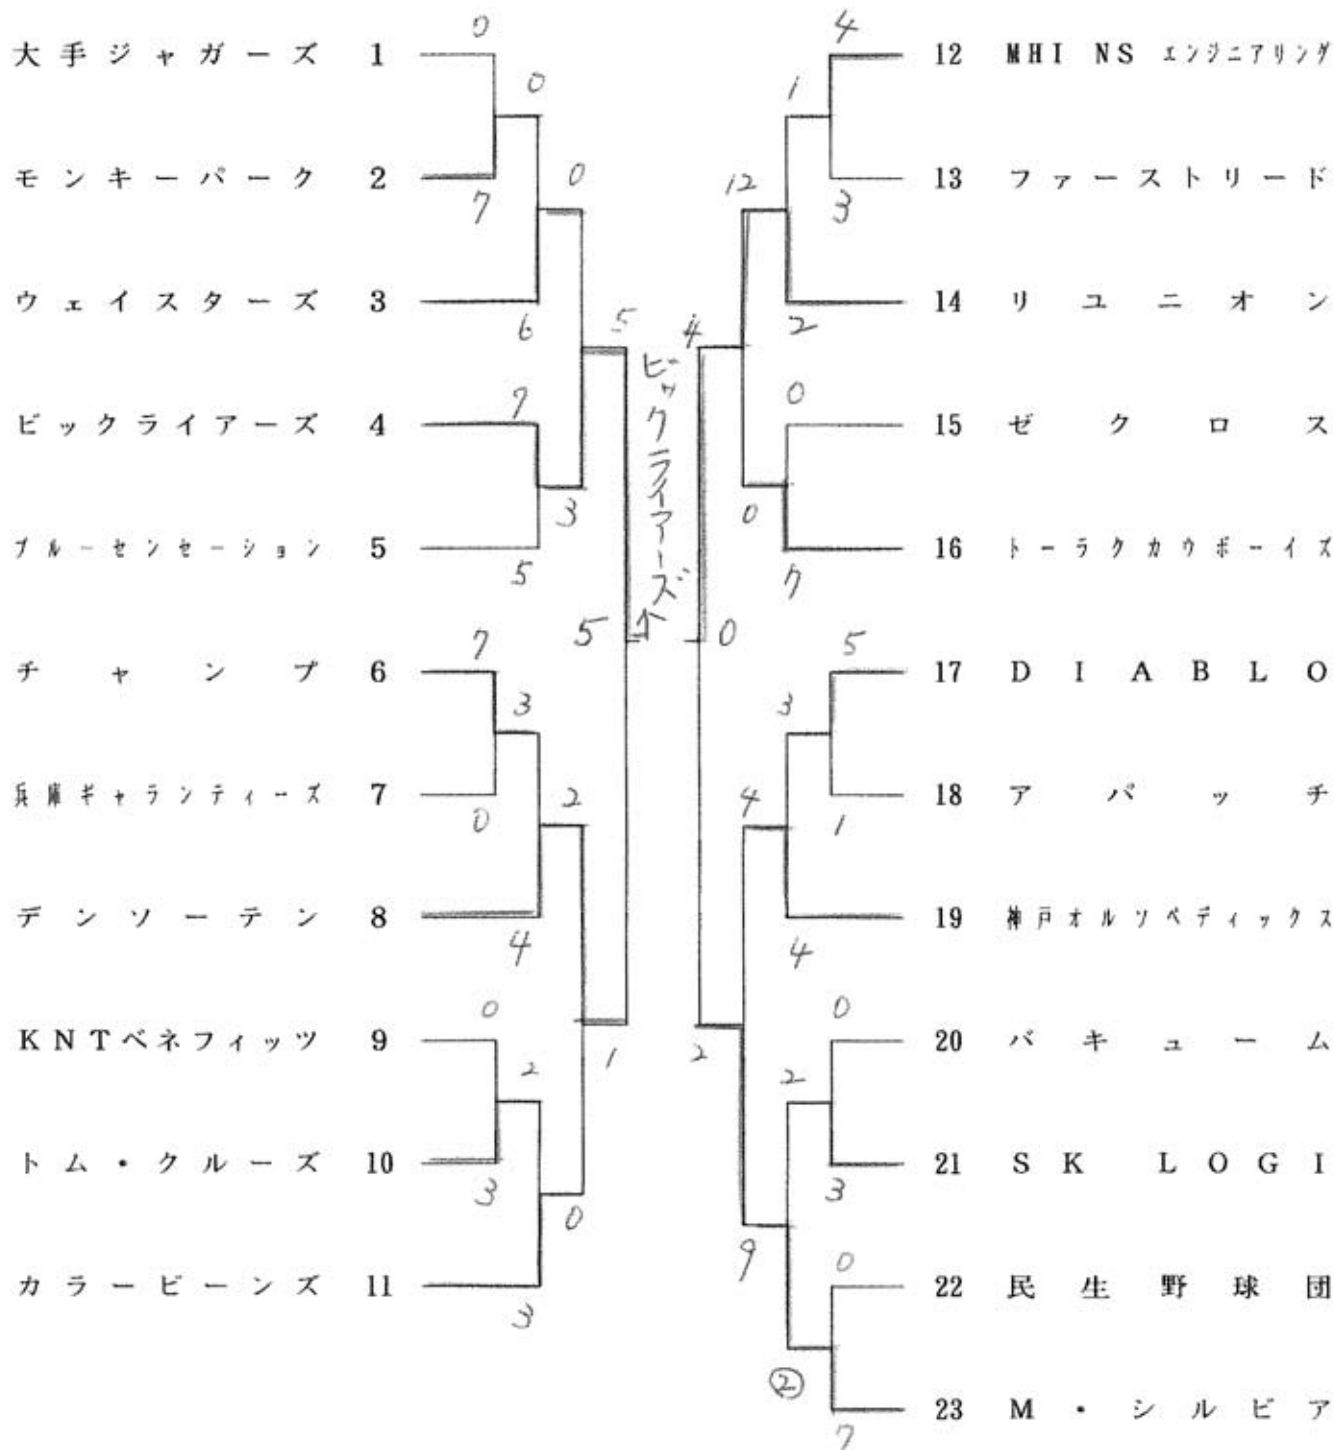 大手ジャガーズ 1
モンキーパーク 2
ウェイスターズ 3
ビックライアーズ 4
ブルーセンセーション 5
チャンプ 6
兵庫ギャランティーズ 7
デンソーテン 8
KNTベネフィッツ 9
トム・クルーズ 10
カラービーンズ 11
0
7
0
6
0
7
5
3
5
7
0
3
4
2
0
3
2
3
0
1
5
ビックライアーズ↑
0
4
12
1
4
3
2
0
0
7
4
3
5
1
4
2
9
2
0
3
0
②
7
12 MHI NS エンジニアリング
13 ファーストリード
14 リユニオン
15 ゼクロス
16 トーラクカウボーイズ
17 DIABLO
18 アパッチ
19 神戸オルソペディックス
20 バキューム
21 SK LOGI
22 民生野球団
23 M・シルビア